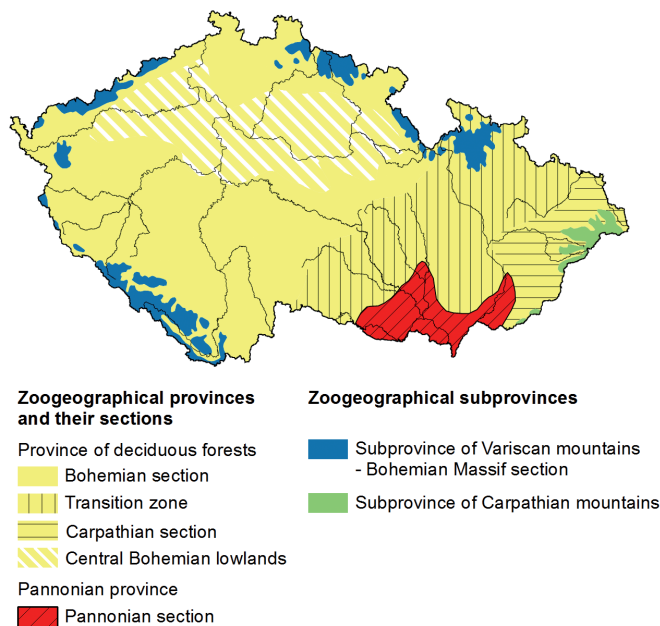 Zoogeographical provinces
and their sections
Province of deciduous forests
Bohemian section
Transition zone
Carpathian section
Central Bohemian lowlands
Pannonian province
Pannonian section
Zoogeographical subprovinces
Subprovince of Variscan mountains
- Bohemian Massif section
Subprovince of Carpathian mountains